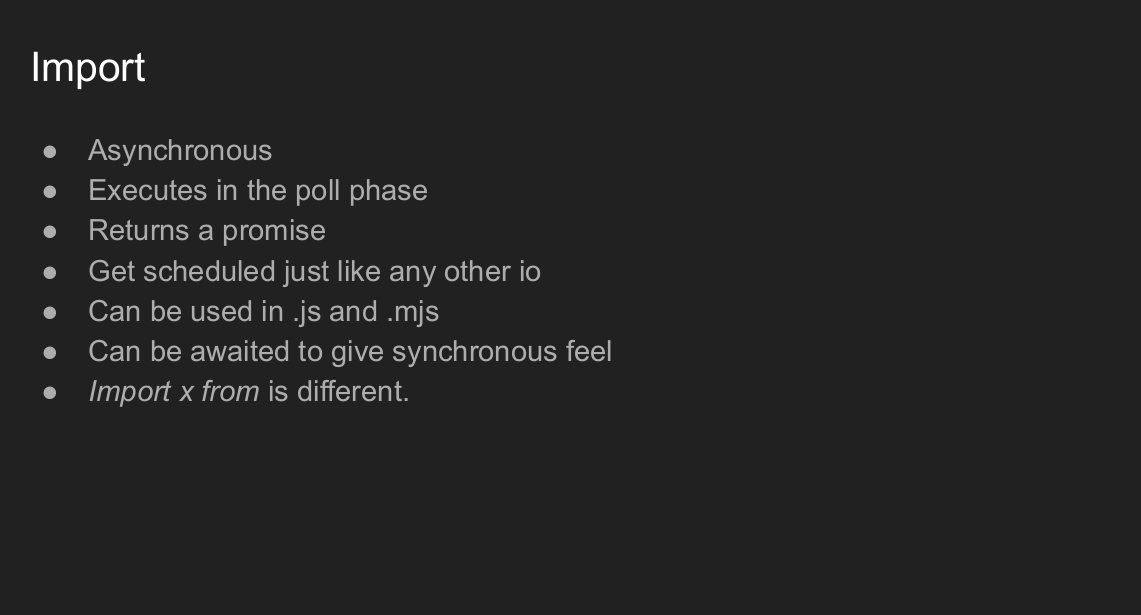 Import
● Asynchronous
● Executes in the poll phase
● Returns a promise
● Get scheduled just like any other io
● Can be used in .js and .mjs
● Can be awaited to give synchronous feel
● Import x from is different.